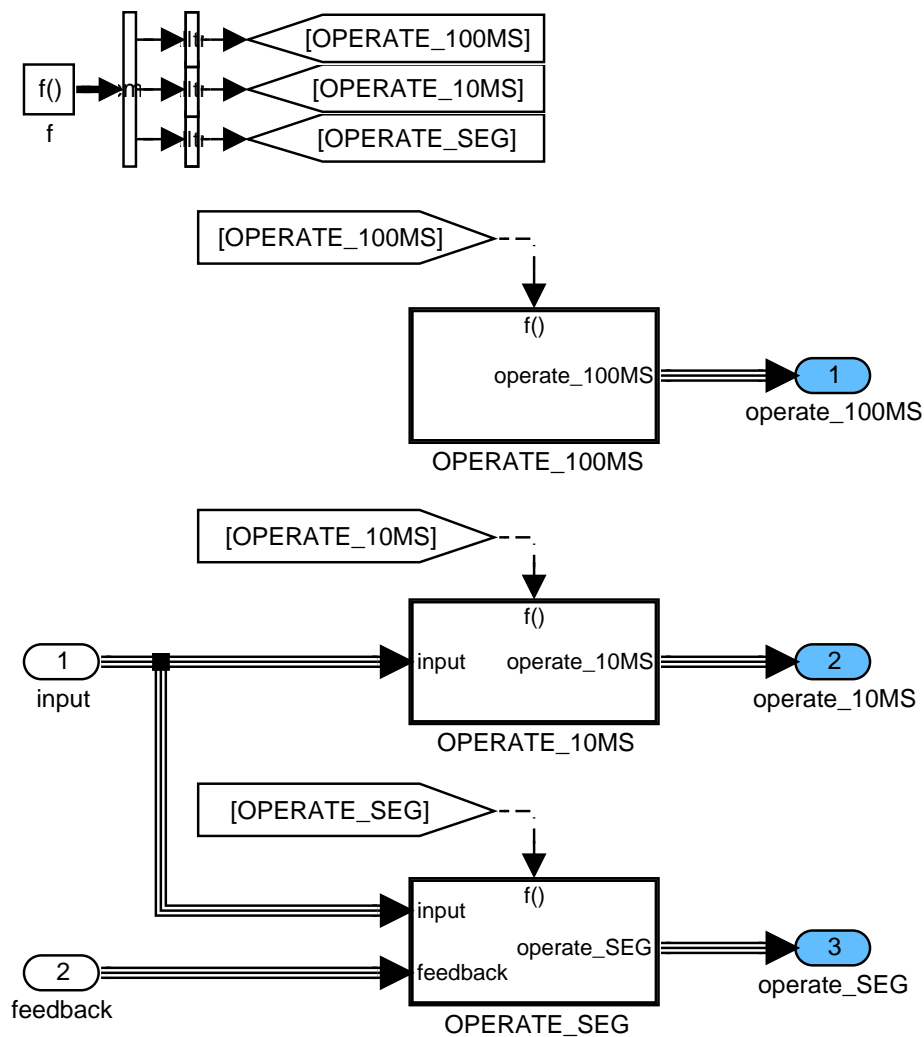 [OPERATE_100MS]
f()
[OPERATE_10MS]
f
[OPERATE_SEG]
[OPERATE_100MS]
f()
operate_100MS
1
operate_100MS
OPERATE_100MS
[OPERATE_10MS]
f()
1
input
operate_10MS
2
input
operate_10MS
OPERATE_10MS
[OPERATE_SEG]
f()
input
operate_SEG
3
2
feedback
feedback
operate_SEG
OPERATE_SEG